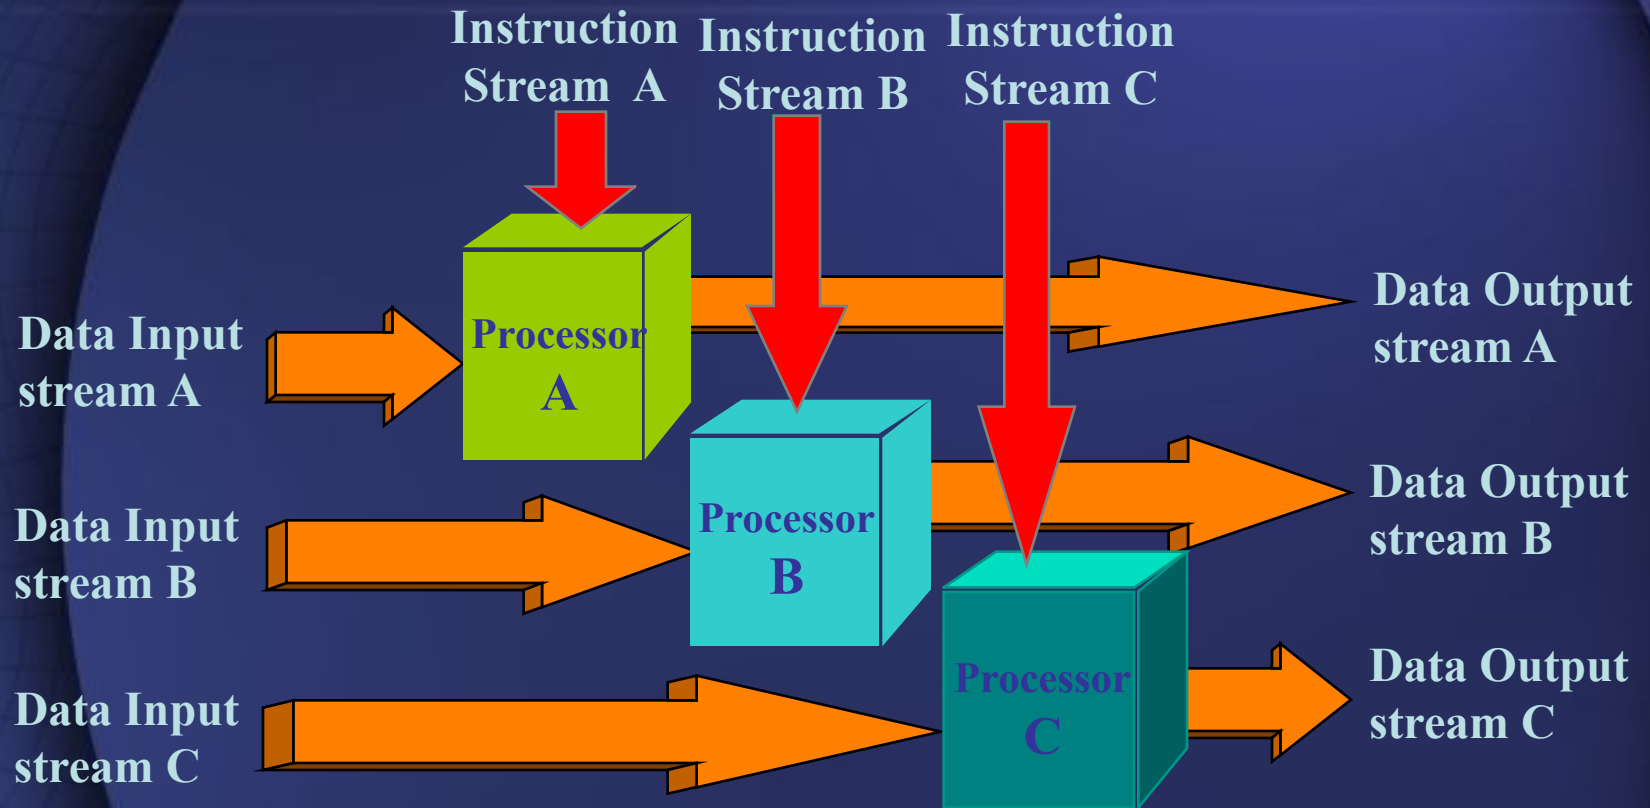 Instruction
Stream A
Instruction
Stream B
Instruction
Stream C
Data Input
stream A
Processor
A
Data Output
stream A
Data Input
stream B
Processor
B
Data Output
stream B
Data Input
stream C
Processor
C
Data Output
stream C